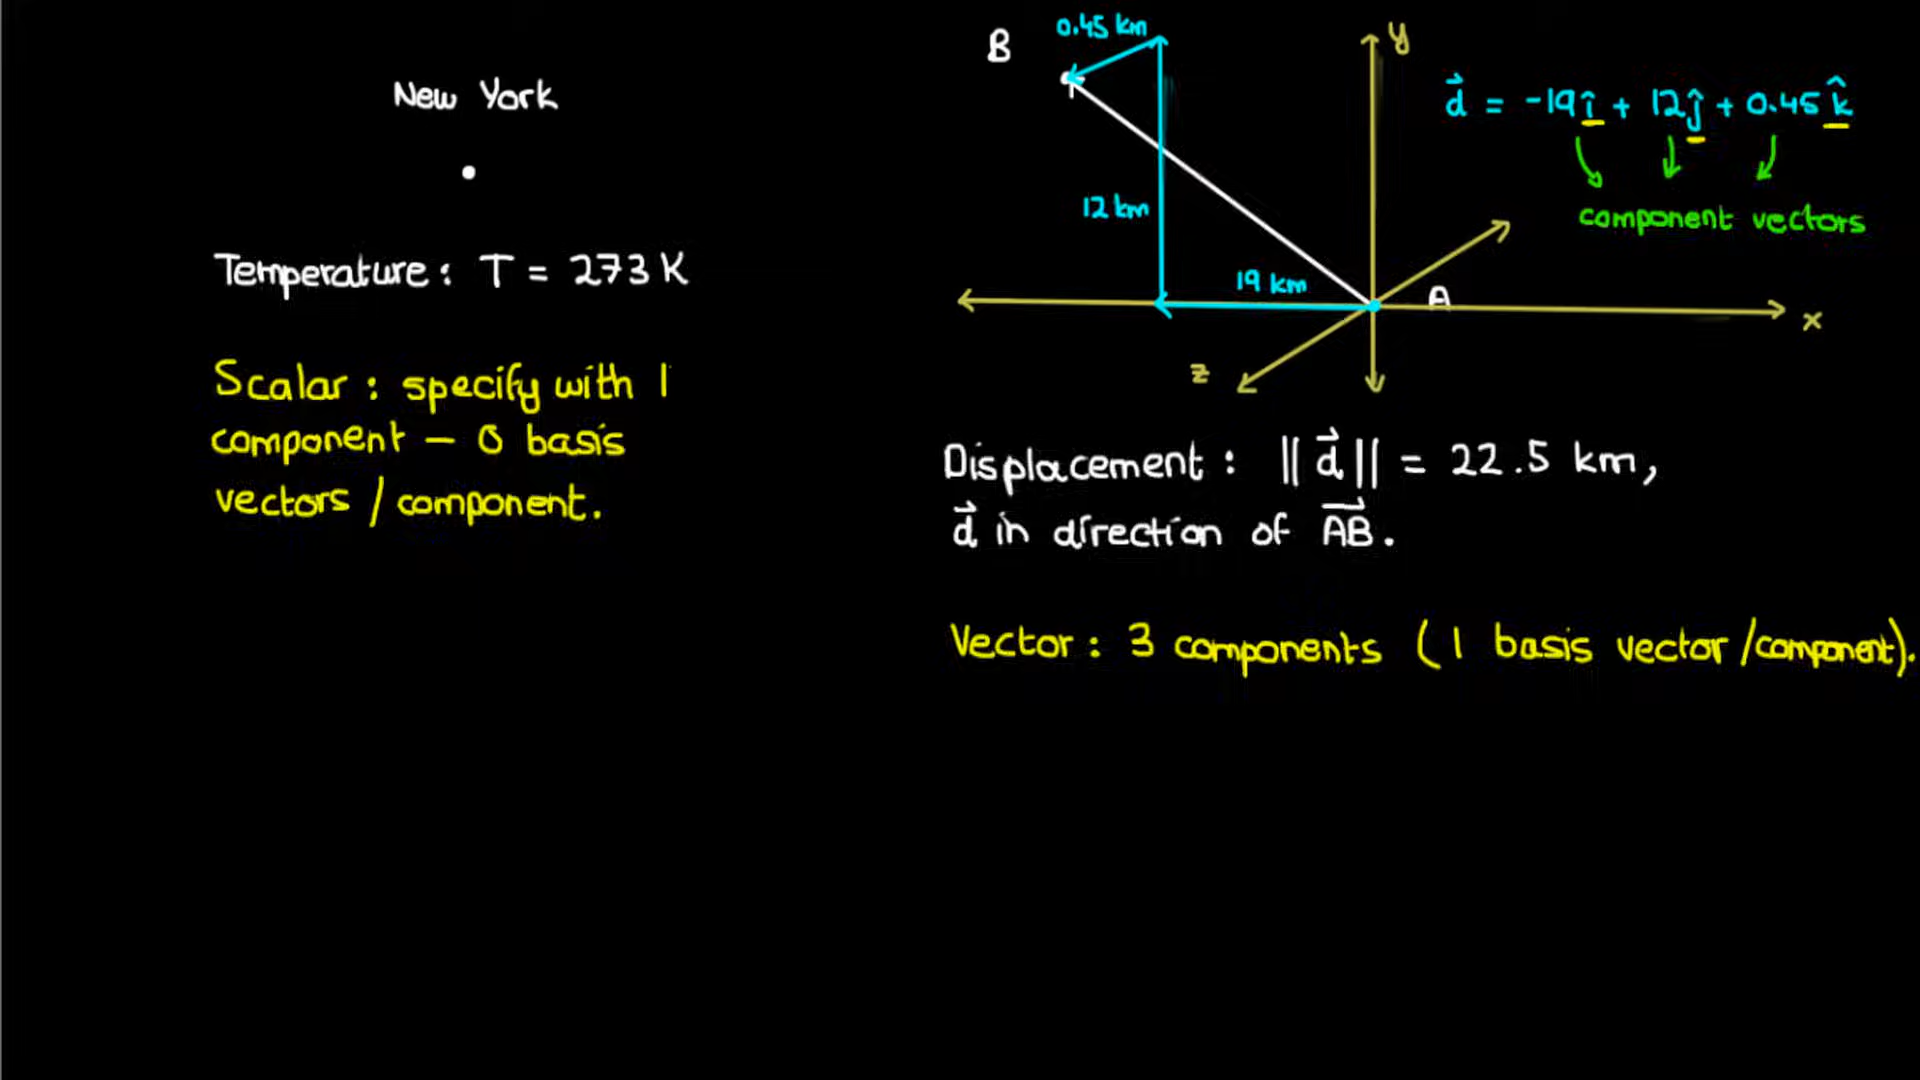 New York
Temperature : T = 273 K
Scalar : specify with 1
component – 0 basis
vectors / component.
B
0.45 km
y
d⃗ = -19î + 12ĵ + 0.45 k̂
component vectors
12 km
19 km
A
x
z
Displacement : || d⃗ || = 22.5 km,
d⃗ in direction of A͞B⃗.
Vector : 3 components ( 1 basis vector /component).